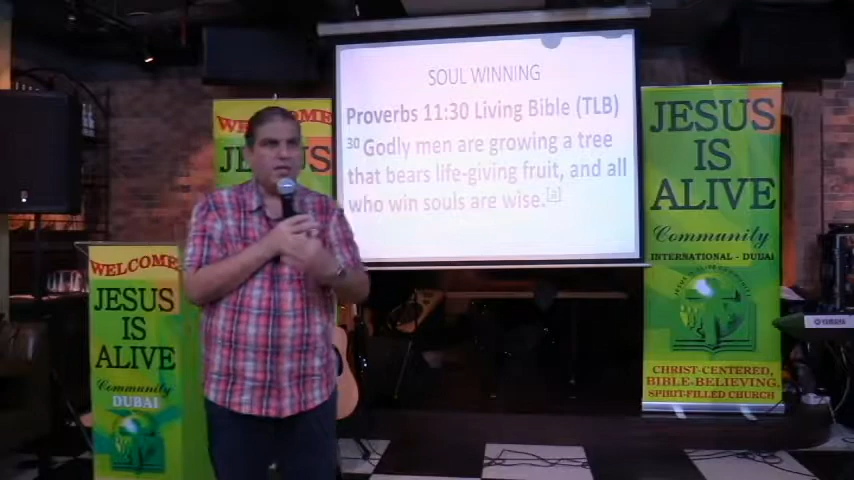 SOUL WINNING
Proverbs 11:30 Living Bible (TLB)
30 Godly men are growing a tree
that bears life-giving fruit, and all
who win souls are wise.[a]
WELCOME
JESUS
IS
ALIVE
Community
DUBAI
JESUS
IS
ALIVE
Community
INTERNATIONAL - DUBAI
CHRIST-CENTERED,
BIBLE-BELIEVING
SPIRIT-FILLED CHURCH
YAMAHA